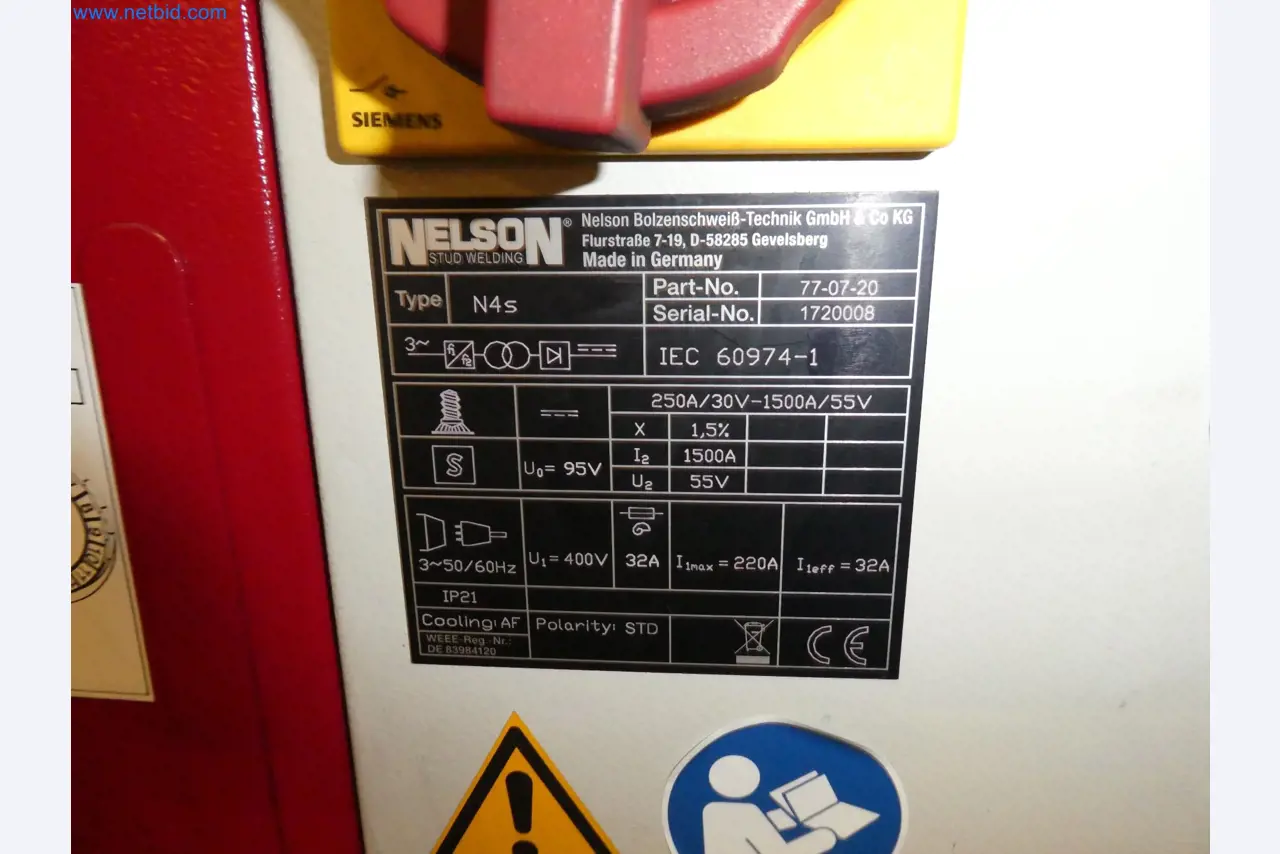 www.netbid.com
SIEMENS
NELSON®
STUD WELDING
Nelson Bolzenschweiß-Technik GmbH & Co KG
Flurstraße 7-19, D-58285 Gevelsberg
Made in Germany
Type N4s
Part-No. 77-07-20
Serial-No. 1720008
3~ f₁ f₂
IEC 60974-1
250A/30V-1500A/55V
X 1,5%
S
U₀= 95V
I₂ 1500A
U₂ 55V
3~50/60Hz
U₁= 400V
32A
I₁max = 220A
I₁eff = 32A
IP21
Cooling: AF
Polarity: STD
WEEE-Reg.-Nr.:
DE 83984120
CE